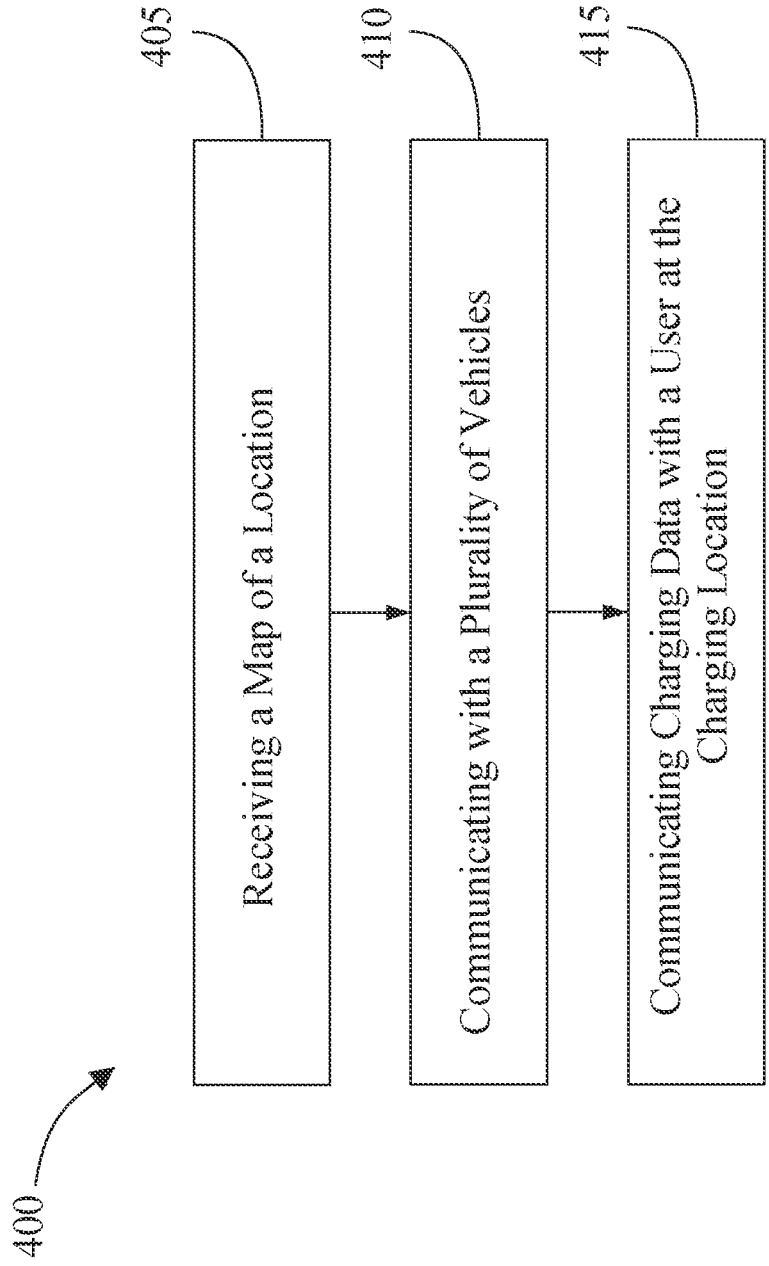 400
405
Receiving a Map of a Location
410
Communicating with a Plurality of Vehicles
415
Communicating Charging Data with a User at the
Charging Location